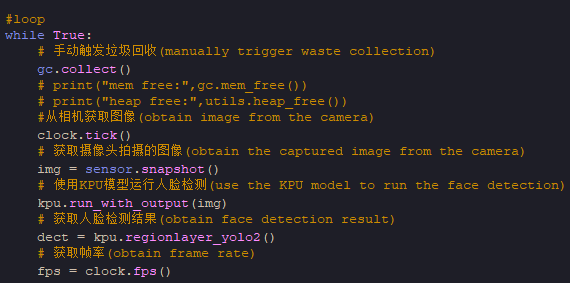 #loop
while True:
    # 手动触发垃圾回收(manually trigger waste collection)
    gc.collect()
    # print("mem free:",gc.mem_free())
    # print("heap free:",utils.heap_free())
    #从相机获取图像(obtain image from the camera)
    clock.tick()
    # 获取摄像头拍摄的图像(obtain the captured image from the camera)
    img = sensor.snapshot()
    # 使用KPU模型运行人脸检测(use the KPU model to run the face detection)
    kpu.run_with_output(img)
    # 获取人脸检测结果(obtain face detection result)
    dect = kpu.regionlayer_yolo2()
    # 获取帧率(obtain frame rate)
    fps = clock.fps()